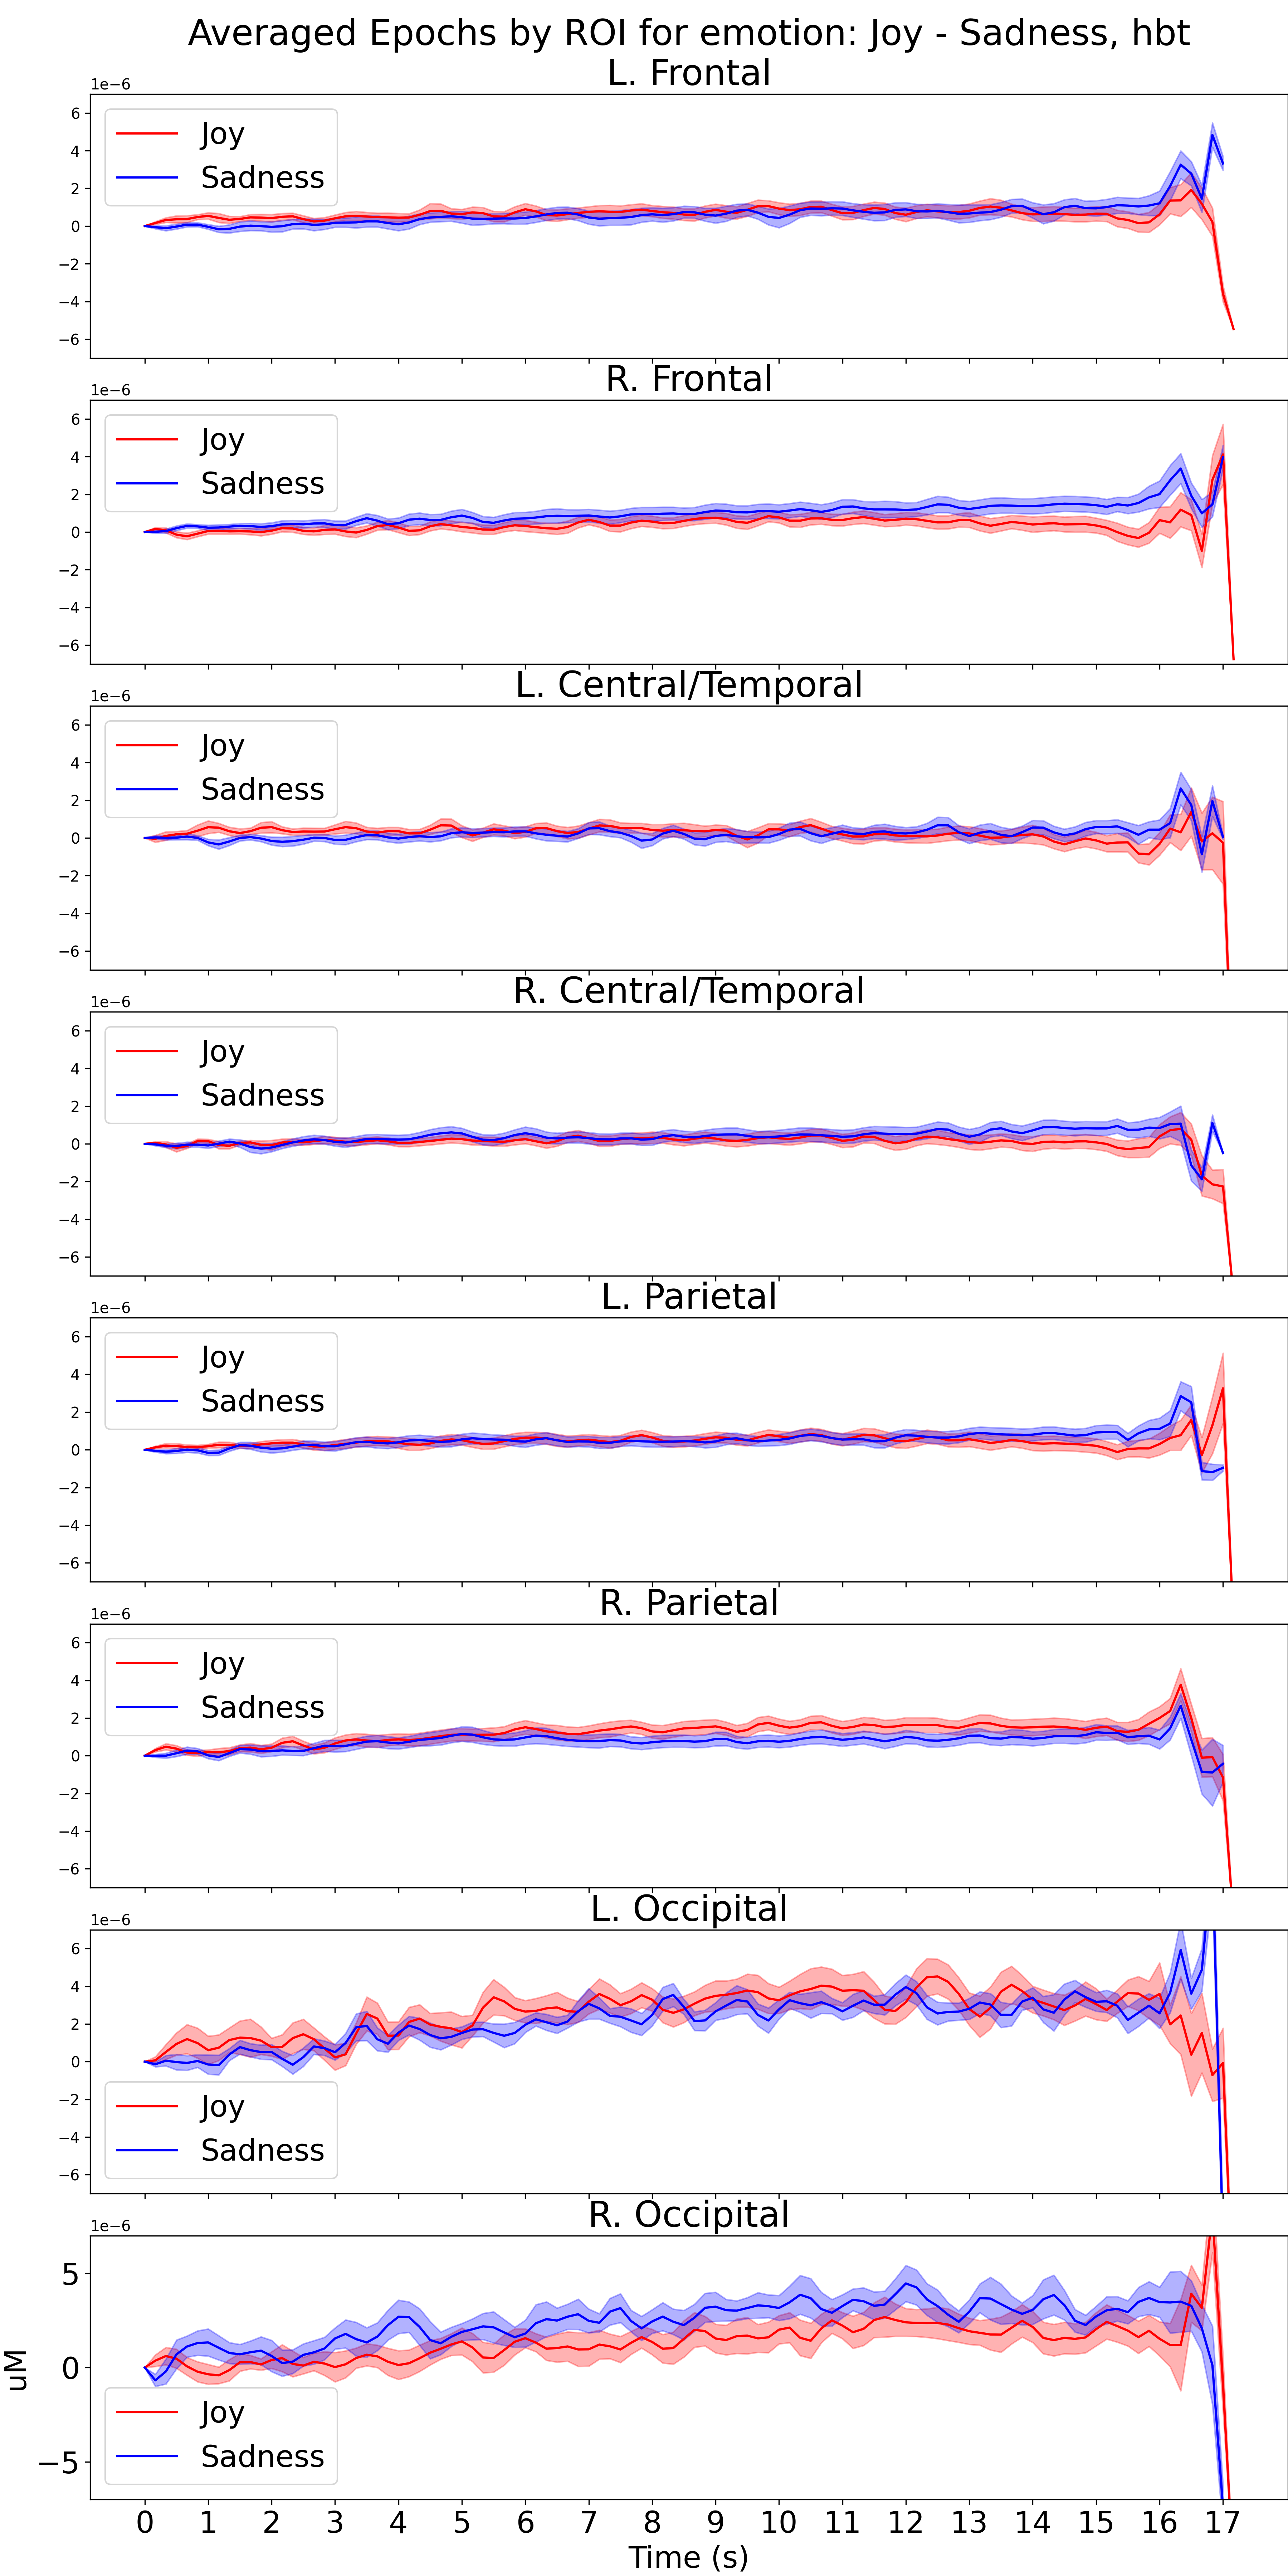 Averaged Epochs by ROI for emotion: Joy - Sadness, hbt
L. Frontal
1e−6
6
4
2
0
−2
−4
−6
Joy
Sadness
R. Frontal
1e−6
6
4
2
0
−2
−4
−6
Joy
Sadness
L. Central/Temporal
1e−6
6
4
2
0
−2
−4
−6
Joy
Sadness
R. Central/Temporal
1e−6
6
4
2
0
−2
−4
−6
Joy
Sadness
L. Parietal
1e−6
6
4
2
0
−2
−4
−6
Joy
Sadness
R. Parietal
1e−6
6
4
2
0
−2
−4
−6
Joy
Sadness
L. Occipital
1e−6
6
4
2
0
−2
−4
−6
Joy
Sadness
R. Occipital
1e−6
5
0
−5
uM
Joy
Sadness
0 1 2 3 4 5 6 7 8 9 10 11 12 13 14 15 16 17
Time (s)